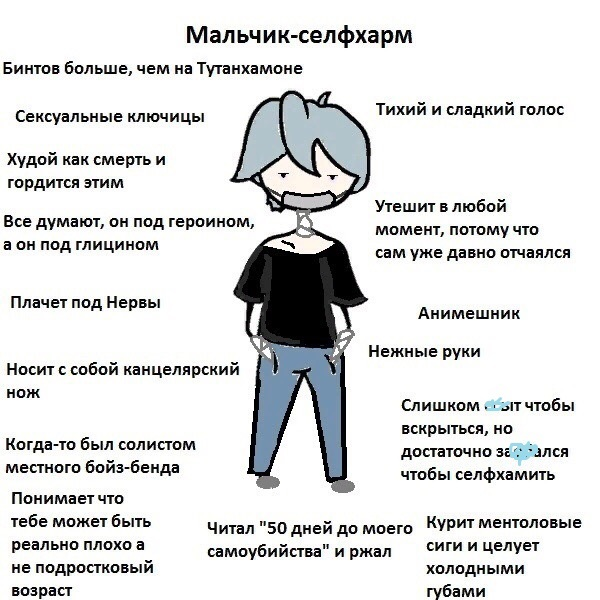 Мальчик-селфхарм
Бинтов больше, чем на Тутанхамоне
Сексуальные ключицы
Тихий и сладкий голос
Худой как смерть и
гордится этим
Все думают, он под героином,
а он под глицином
Утешит в любой
момент, потому что
сам уже давно отчаялся
Плачет под Нервы
Анимешник
Нежные руки
Носит с собой канцелярский
нож
Слишком чтобы
вскрыться, но
достаточно
чтобы селфхамить
Когда-то был солистом
местного бойз-бенда
Понимает что
тебе может быть
реально плохо а
не подростковый
возраст
Читал "50 дней до моего
самоубийства" и ржал
Курит ментоловые
сиги и целует
холодными
губами